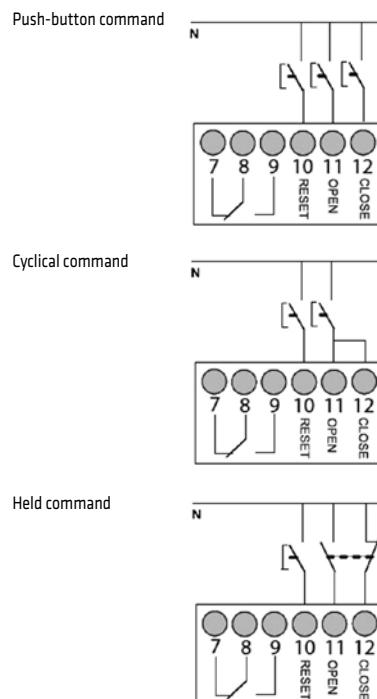 Push-button command
N
7 8 9 10 11 12
RESET OPEN CLOSE
Cyclical command
N
7 8 9 10 11 12
RESET OPEN CLOSE
Held command
N
7 8 9 10 11 12
RESET OPEN CLOSE